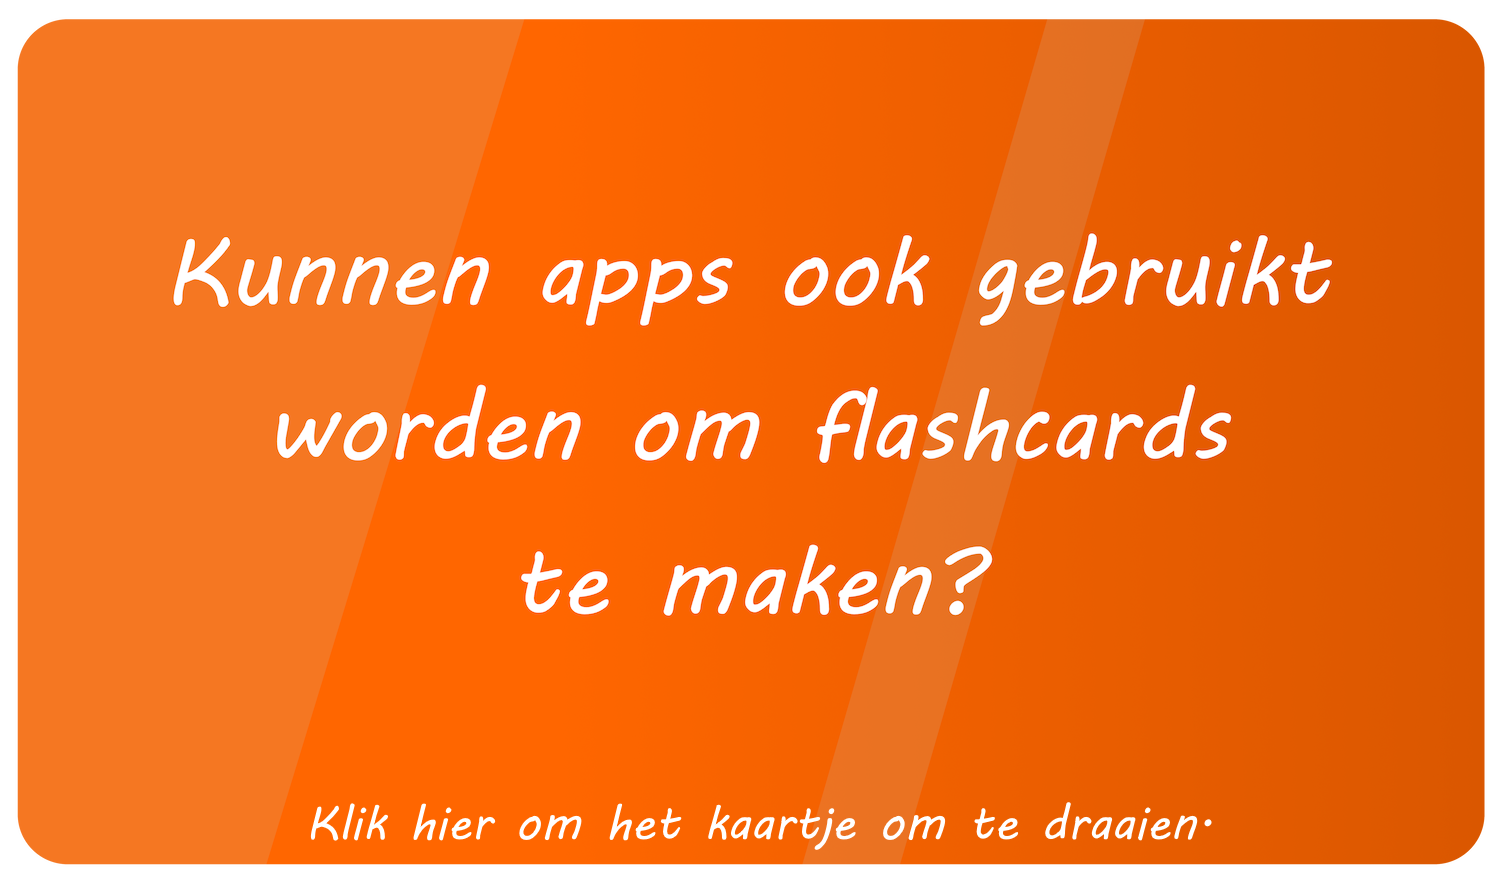 Kunnen apps ook gebruikt
worden om flashcards
te maken?
Klik hier om het kaartje om te draaien.